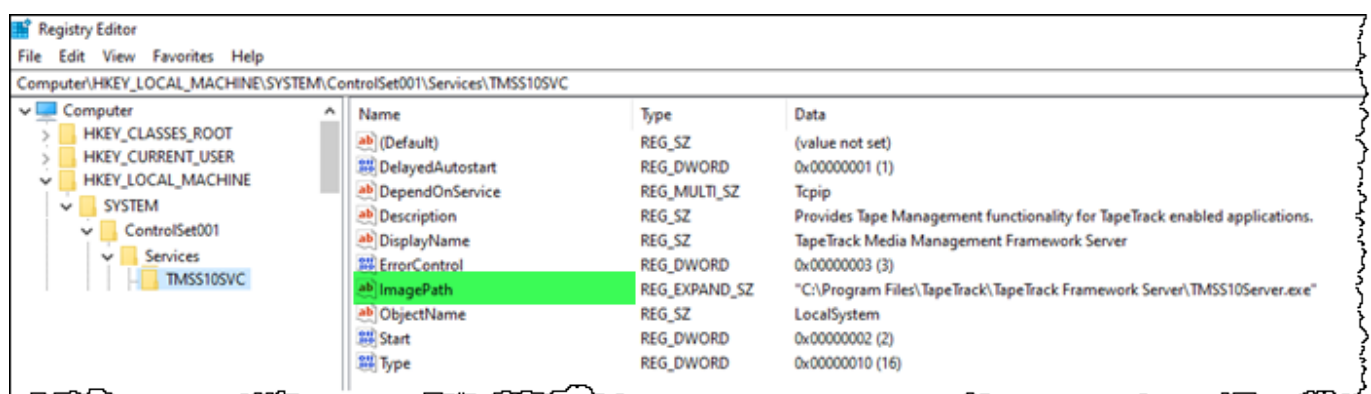 Registry Editor
File Edit View Favorites Help
Computer\HKEY_LOCAL_MACHINE\SYSTEM\ControlSet001\Services\TMSS10SVC
Computer
HKEY_CLASSES_ROOT
HKEY_CURRENT_USER
HKEY_LOCAL_MACHINE
SYSTEM
ControlSet001
Services
TMSS10SVC
Name Type Data
(Default) REG_SZ (value not set)
DelayedAutostart REG_DWORD 0x00000001 (1)
DependOnService REG_MULTI_SZ Tcpip
Description REG_SZ Provides Tape Management functionality for TapeTrack enabled applications.
DisplayName REG_SZ TapeTrack Media Management Framework Server
ErrorControl REG_DWORD 0x00000003 (3)
ImagePath REG_EXPAND_SZ "C:\Program Files\TapeTrack\TapeTrack Framework Server\TMSS10Server.exe"
ObjectName REG_SZ LocalSystem
Start REG_DWORD 0x00000002 (2)
Type REG_DWORD 0x00000010 (16)